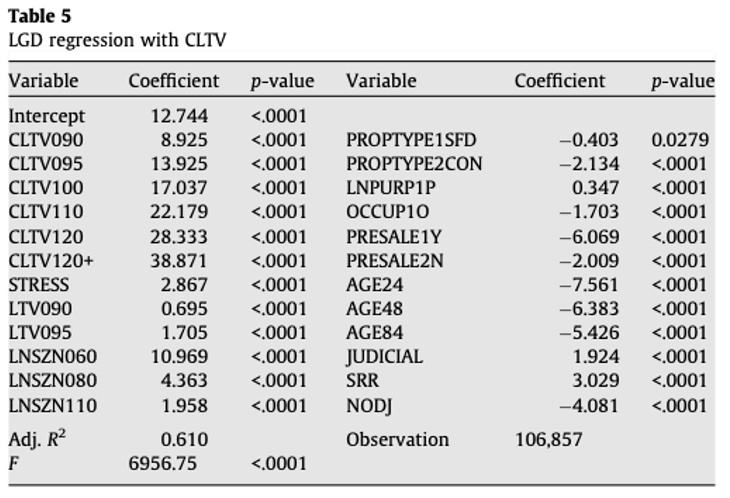 Table 5
LGD regression with CLTV
Variable Coefficient p-value Variable Coefficient p-value
Intercept 12.744 <.0001
CLTV090 8.925 <.0001 PROPTYPE1SFD −0.403 0.0279
CLTV095 13.925 <.0001 PROPTYPE2CON −2.134 <.0001
CLTV100 17.037 <.0001 LNPURP1P 0.347 <.0001
CLTV110 22.179 <.0001 OCCUP1O −1.703 <.0001
CLTV120 28.333 <.0001 PRESALE1Y −6.069 <.0001
CLTV120+ 38.871 <.0001 PRESALE2N −2.009 <.0001
STRESS 2.867 <.0001 AGE24 −7.561 <.0001
LTV090 0.695 <.0001 AGE48 −6.383 <.0001
LTV095 1.705 <.0001 AGE84 −5.426 <.0001
LNSZN060 10.969 <.0001 JUDICIAL 1.924 <.0001
LNSZN080 4.363 <.0001 SRR 3.029 <.0001
LNSZN110 1.958 <.0001 NODJ −4.081 <.0001
Adj. R² 0.610 Observation 106,857
F 6956.75 <.0001